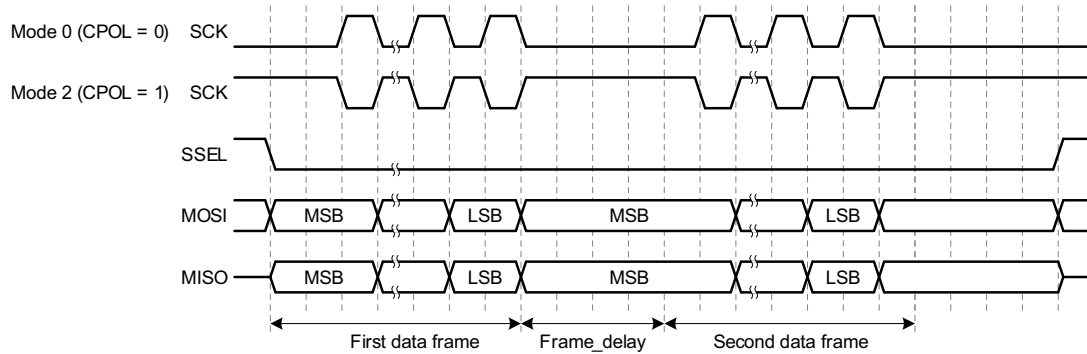 Mode 0 (CPOL = 0) SCK
Mode 2 (CPOL = 1) SCK
SSEL
MOSI MSB LSB MSB LSB
MISO MSB LSB MSB LSB
First data frame Frame_delay Second data frame